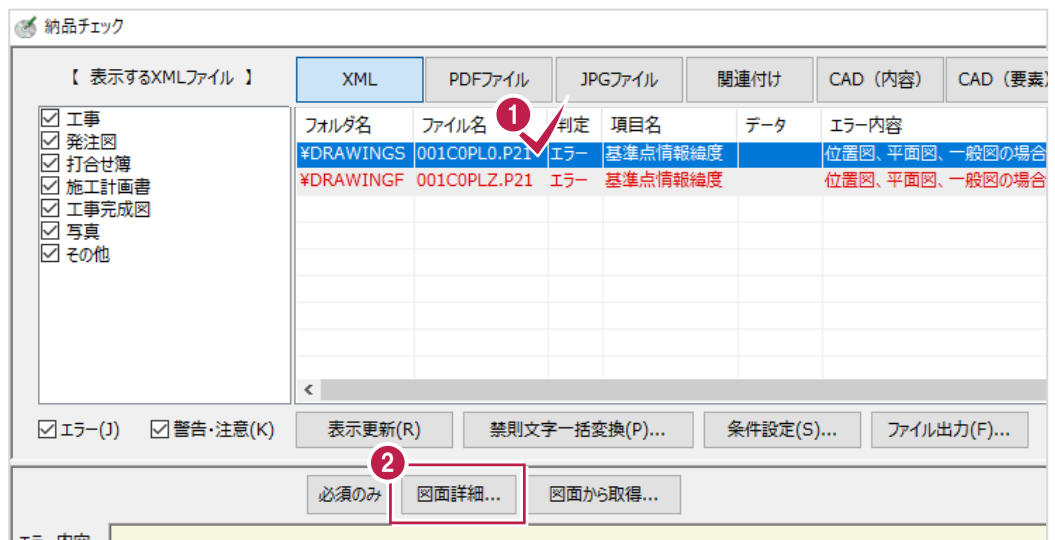 納品チェック
【 表示するXMLファイル 】
XML PDFファイル JPGファイル 関連付け CAD（内容） CAD（要素）
工事
発注図
打合せ簿
施工計画書
工事完成図
写真
その他
フォルダ名 ファイル名 判定 項目名 データ エラー内容
1
¥DRAWINGS 001C0PL0.P21 エラー 基準点情報緯度 位置図、平面図、一般図の場合
¥DRAWINGF 001C0PLZ.P21 エラー 基準点情報緯度 位置図、平面図、一般図の場合
エラー(J) 警告・注意(K) 表示更新(R) 禁則文字一括変換(P)... 条件設定(S)... ファイル出力(F)...
2
必須のみ 図面詳細... 図面から取得...
エラー内容